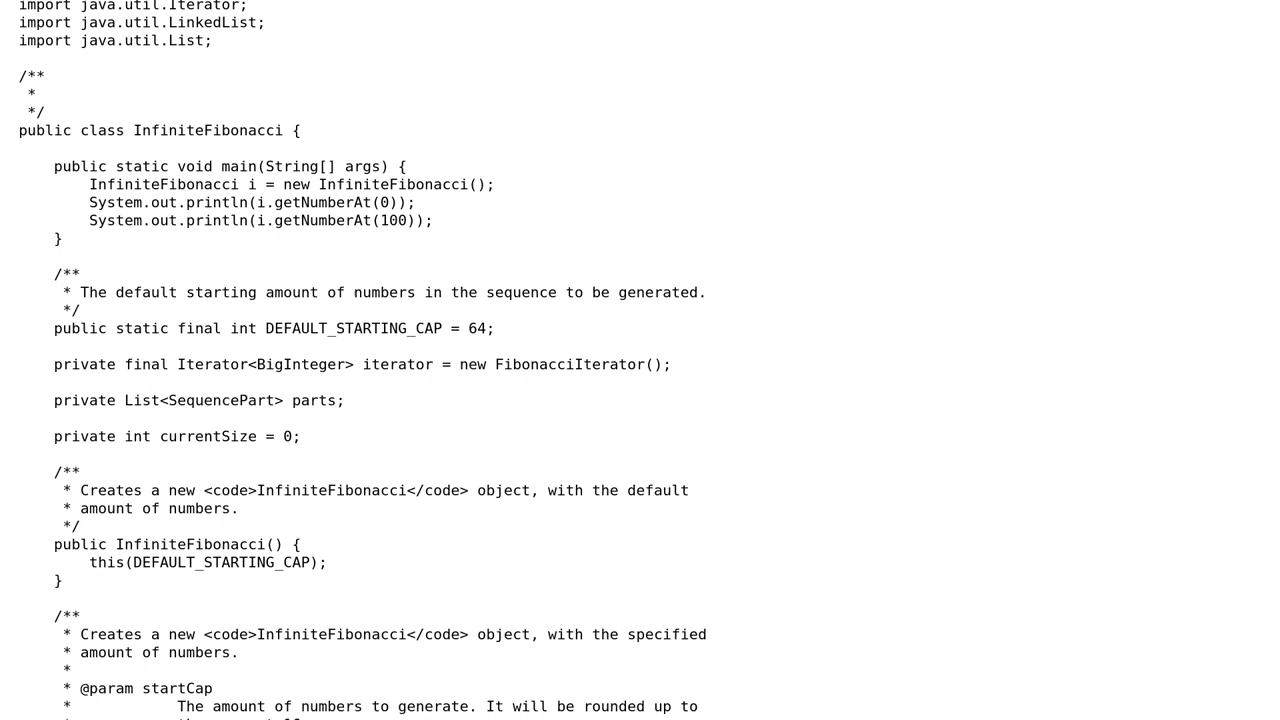 import java.util.Iterator;
import java.util.LinkedList;
import java.util.List;

/**
 *
 */
public class InfiniteFibonacci {

    public static void main(String[] args) {
        InfiniteFibonacci i = new InfiniteFibonacci();
        System.out.println(i.getNumberAt(0));
        System.out.println(i.getNumberAt(100));
    }

    /**
     * The default starting amount of numbers in the sequence to be generated.
     */
    public static final int DEFAULT_STARTING_CAP = 64;

    private final Iterator<BigInteger> iterator = new FibonacciIterator();

    private List<SequencePart> parts;

    private int currentSize = 0;

    /**
     * Creates a new <code>InfiniteFibonacci</code> object, with the default
     * amount of numbers.
     */
    public InfiniteFibonacci() {
        this(DEFAULT_STARTING_CAP);
    }

    /**
     * Creates a new <code>InfiniteFibonacci</code> object, with the specified
     * amount of numbers.
     *
     * @param startCap
     *            The amount of numbers to generate. It will be rounded up to